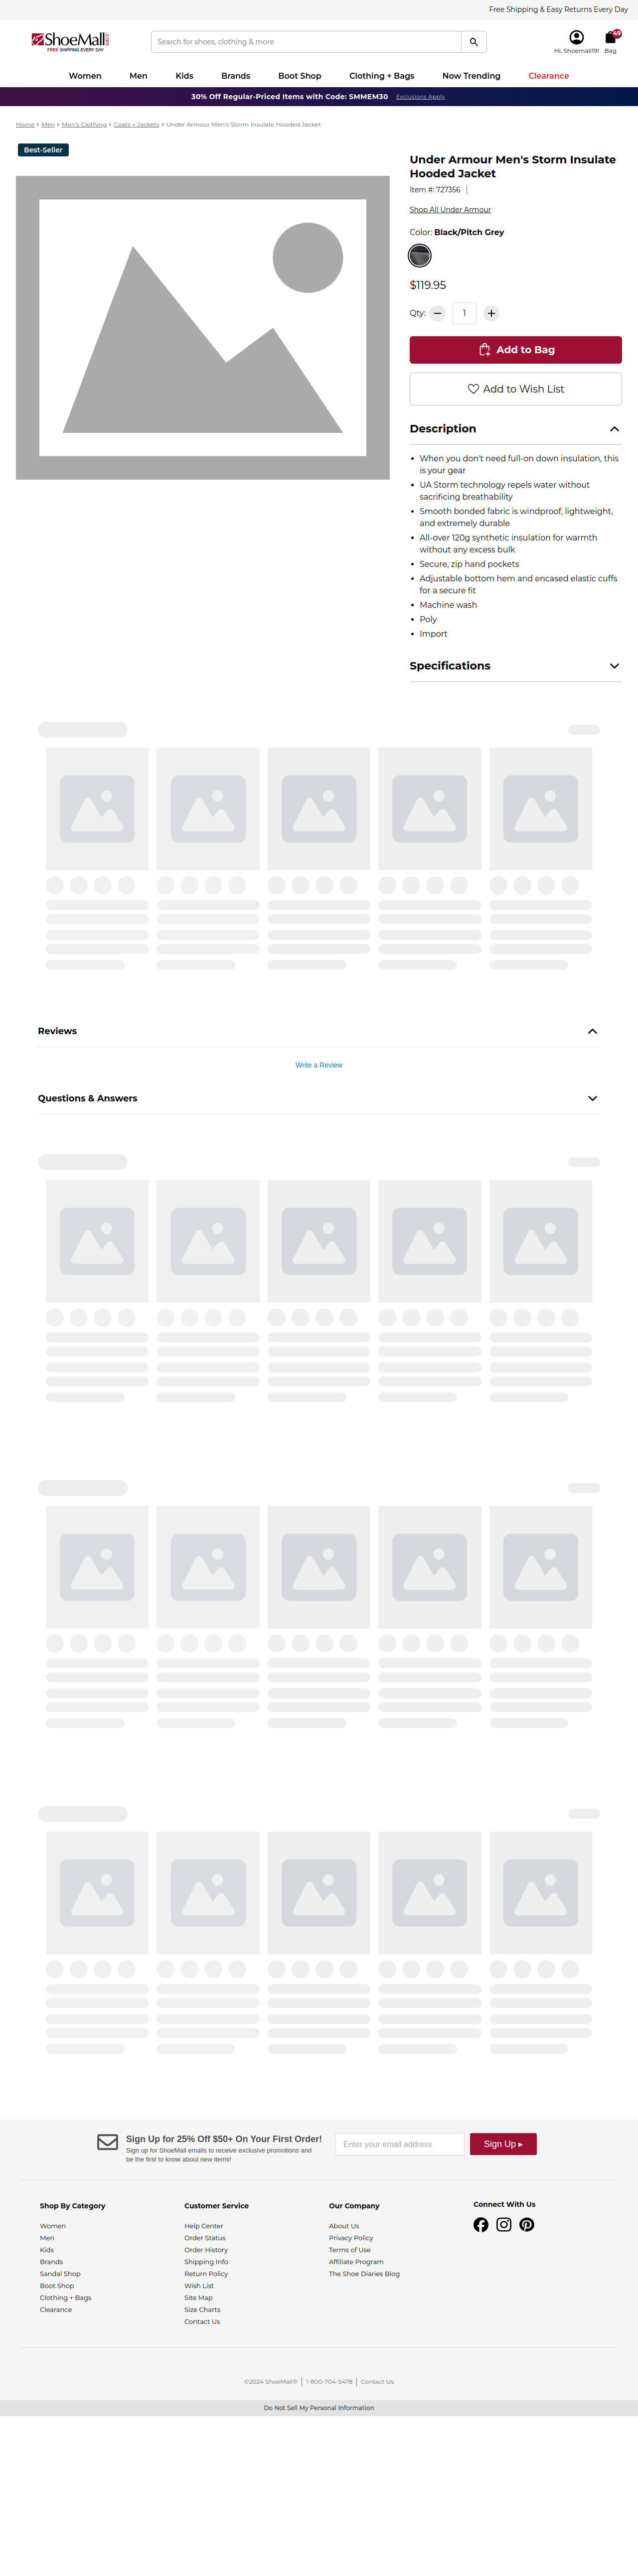 Free Shipping & Easy Returns Every Day
ShoeMall.com
FREE SHIPPING EVERY DAY
Search for shoes, clothing & more
Hi, Shoemall19!
49
Bag
Women Men Kids Brands Boot Shop Clothing + Bags Now Trending Clearance
30% Off Regular-Priced Items with Code: SMMEM30 Exclusions Apply
Home > Men > Men's Clothing > Coats + Jackets > Under Armour Men's Storm Insulate Hooded Jacket
Best-Seller
Under Armour Men's Storm Insulate
Hooded Jacket
Item #: 727356
Shop All Under Armour
Color: Black/Pitch Grey
$119.95
Qty: 1
Add to Bag
Add to Wish List
Description
• When you don't need full-on down insulation, this
is your gear
• UA Storm technology repels water without
sacrificing breathability
• Smooth bonded fabric is windproof, lightweight,
and extremely durable
• All-over 120g synthetic insulation for warmth
without any excess bulk
• Secure, zip hand pockets
• Adjustable bottom hem and encased elastic cuffs
for a secure fit
• Machine wash
• Poly
• Import
Specifications
Reviews
Write a Review
Questions & Answers
Sign Up for 25% Off $50+ On Your First Order!
Sign up for ShoeMall emails to receive exclusive promotions and
be the first to know about new items!
Enter your email address
Sign Up ▸
Shop By Category
Women
Men
Kids
Brands
Sandal Shop
Boot Shop
Clothing + Bags
Clearance
Customer Service
Help Center
Order Status
Order History
Shipping Info
Return Policy
Wish List
Site Map
Size Charts
Contact Us
Our Company
About Us
Privacy Policy
Terms of Use
Affiliate Program
The Shoe Diaries Blog
Connect With Us
©2024 ShoeMall® | 1-800-704-5478 | Contact Us
Do Not Sell My Personal Information